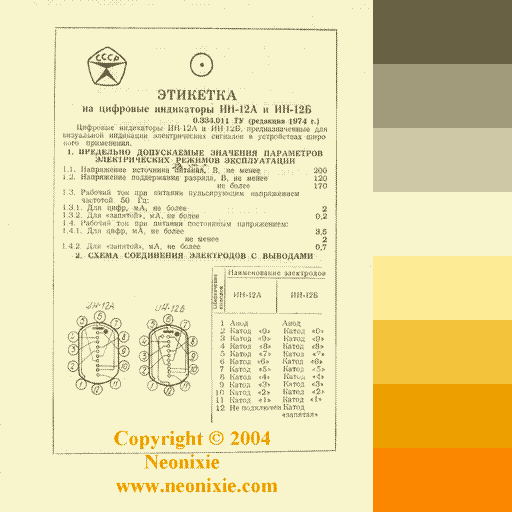 СССР
ЭТИКЕТКА
на цифровые индикаторы ИН-12А и ИН-12Б
0.334.011 ТУ (редакция 1974 г.)
Цифровые индикаторы ИН-12А и ИН-12Б, предназначенные для
визуальной индикации электрических сигналов в устройствах широ-
кого применения.
1. ПРЕДЕЛЬНО ДОПУСКАЕМЫЕ ЗНАЧЕНИЯ ПАРАМЕТРОВ
ЭЛЕКТРИЧЕСКИХ РЕЖИМОВ ЭКСПЛУАТАЦИИ
1.1. Напряжение источника питания, В, не менее 200
1.2. Напряжение поддержания разряда, В, не менее 120
не более 170
1.3. Рабочий ток при питании пульсирующим напряжением
частотой 50 Гц:
1.3.1. Для цифр, мА, не более 2
1.3.2. «запятой», мА, не более 0,2
1.4. Рабочий ток при питании постоянным напряжением:
1.4.1. Для цифр, мА, не более 3,5
не менее 2
1.4.2. Для «запятой», мА, не более 0,7
2. СХЕМА СОЕДИНЕНИЯ ЭЛЕКТРОДОВ С ВЫВОДАМИ
Наименование электродов
ИН-12А ИН-12Б
ИН-12А ИН-12В
1 Анод Анод
2 Катод «0» Катод «0»
3 Катод «9» Катод «9»
4 Катод «8» Катод «8»
5 Катод «7» Катод «7»
6 Катод «6» Катод «6»
7 Катод «5» Катод «5»
8 Катод «4» Катод «4»
9 Катод «3» Катод «3»
10 Катод «2» Катод «2»
11 Катод «1» Катод «1»
12 Не подключен Катод
«запятая»
Copyright © 2004
Neonixie
www.neonixie.com